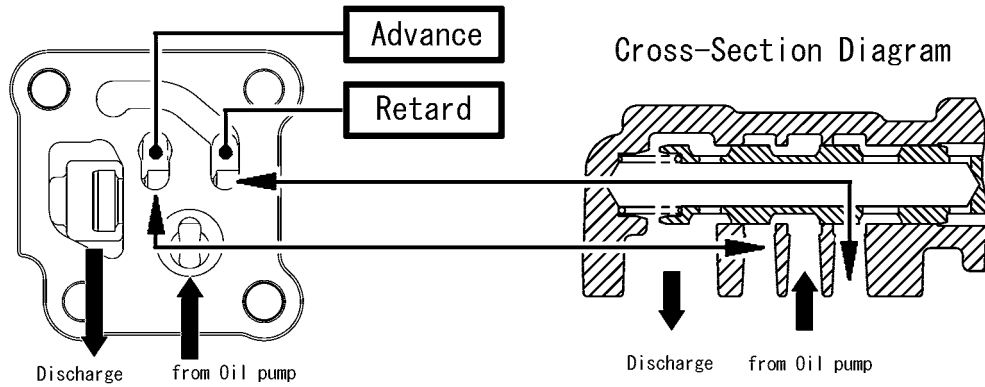 Advance
Retard
Cross-Section Diagram
Discharge
from Oil pump
Discharge
from Oil pump